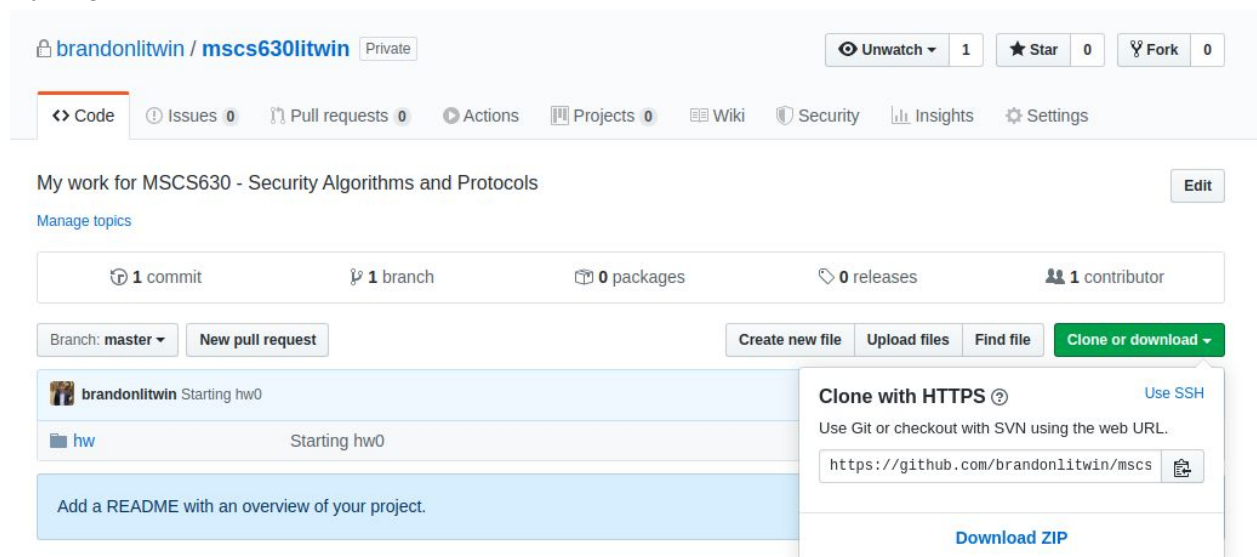 brandonlitwin / mscs630litwin Private Unwatch 1 Star 0 Fork 0
Code Issues 0 Pull requests 0 Actions Projects 0 Wiki Security Insights Settings
My work for MSCS630 - Security Algorithms and Protocols Edit
Manage topics
1 commit 1 branch 0 packages 0 releases 1 contributor
Branch: master New pull request Create new file Upload files Find file Clone or download
brandonlitwin Starting hw0
hw Starting hw0
Add a README with an overview of your project.
Clone with HTTPS Use SSH
Use Git or checkout with SVN using the web URL.
https://github.com/brandonlitwin/mscs
Download ZIP